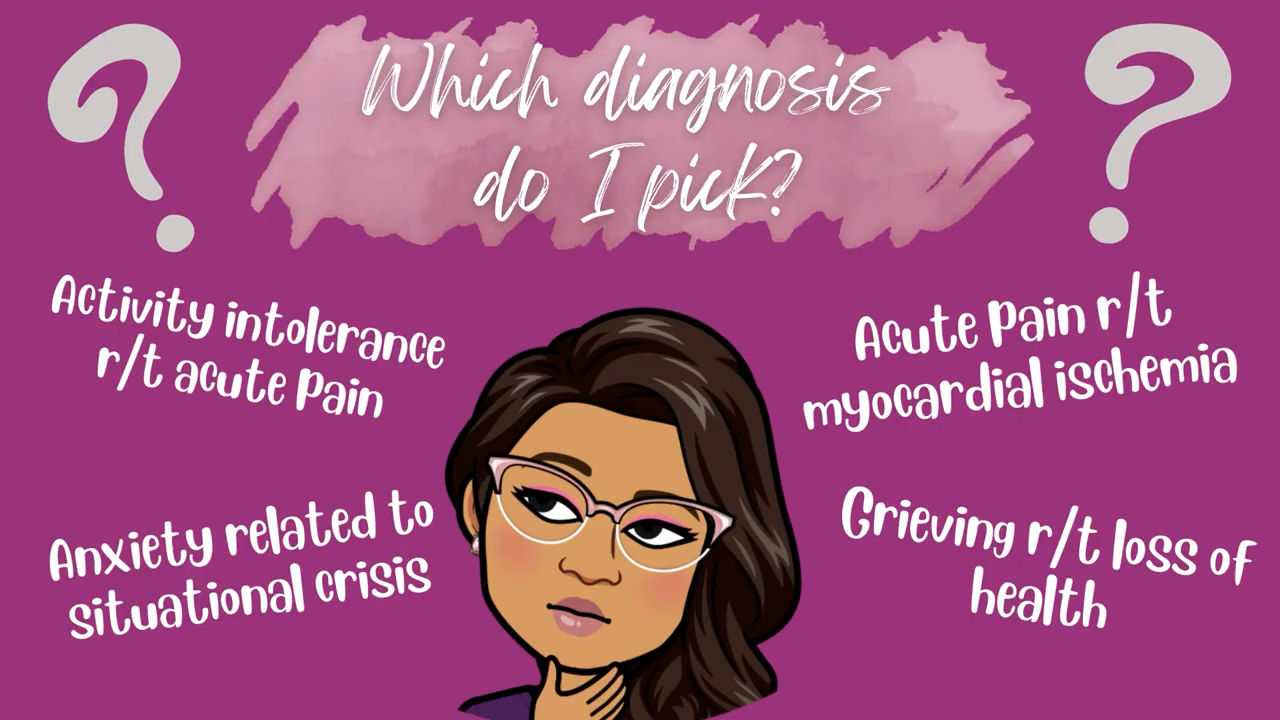 Which diagnosis
do I pick?
Activity intolerance
r/t acute Pain
Acute Pain r/t
myocardial ischemia
Anxiety related to
situational crisis
Grieving r/t loss of
health